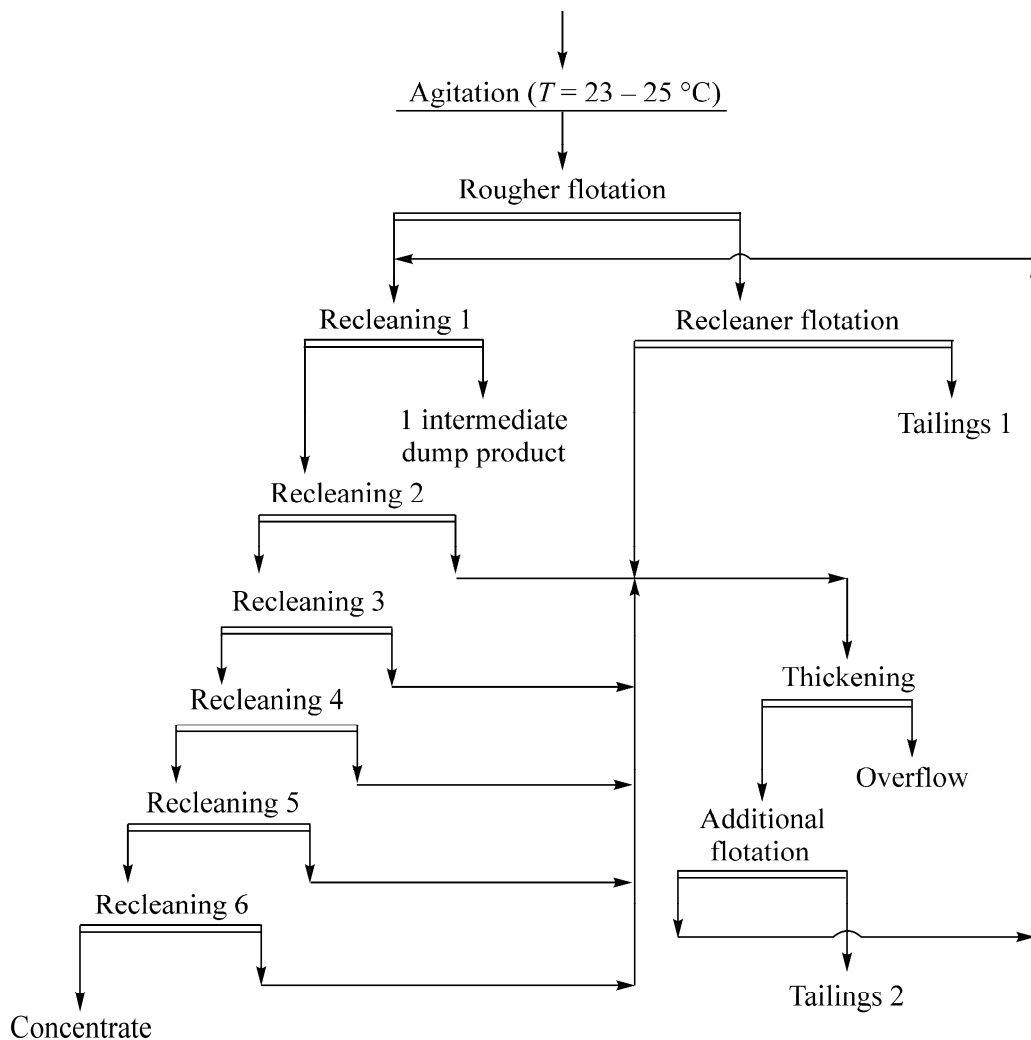 Agitation (T = 23 – 25 °C)
Rougher flotation
Recleaning 1
Recleaner flotation
1 intermediate
dump product
Tailings 1
Recleaning 2
Recleaning 3
Thickening
Recleaning 4
Overflow
Recleaning 5
Additional
flotation
Recleaning 6
Tailings 2
Concentrate